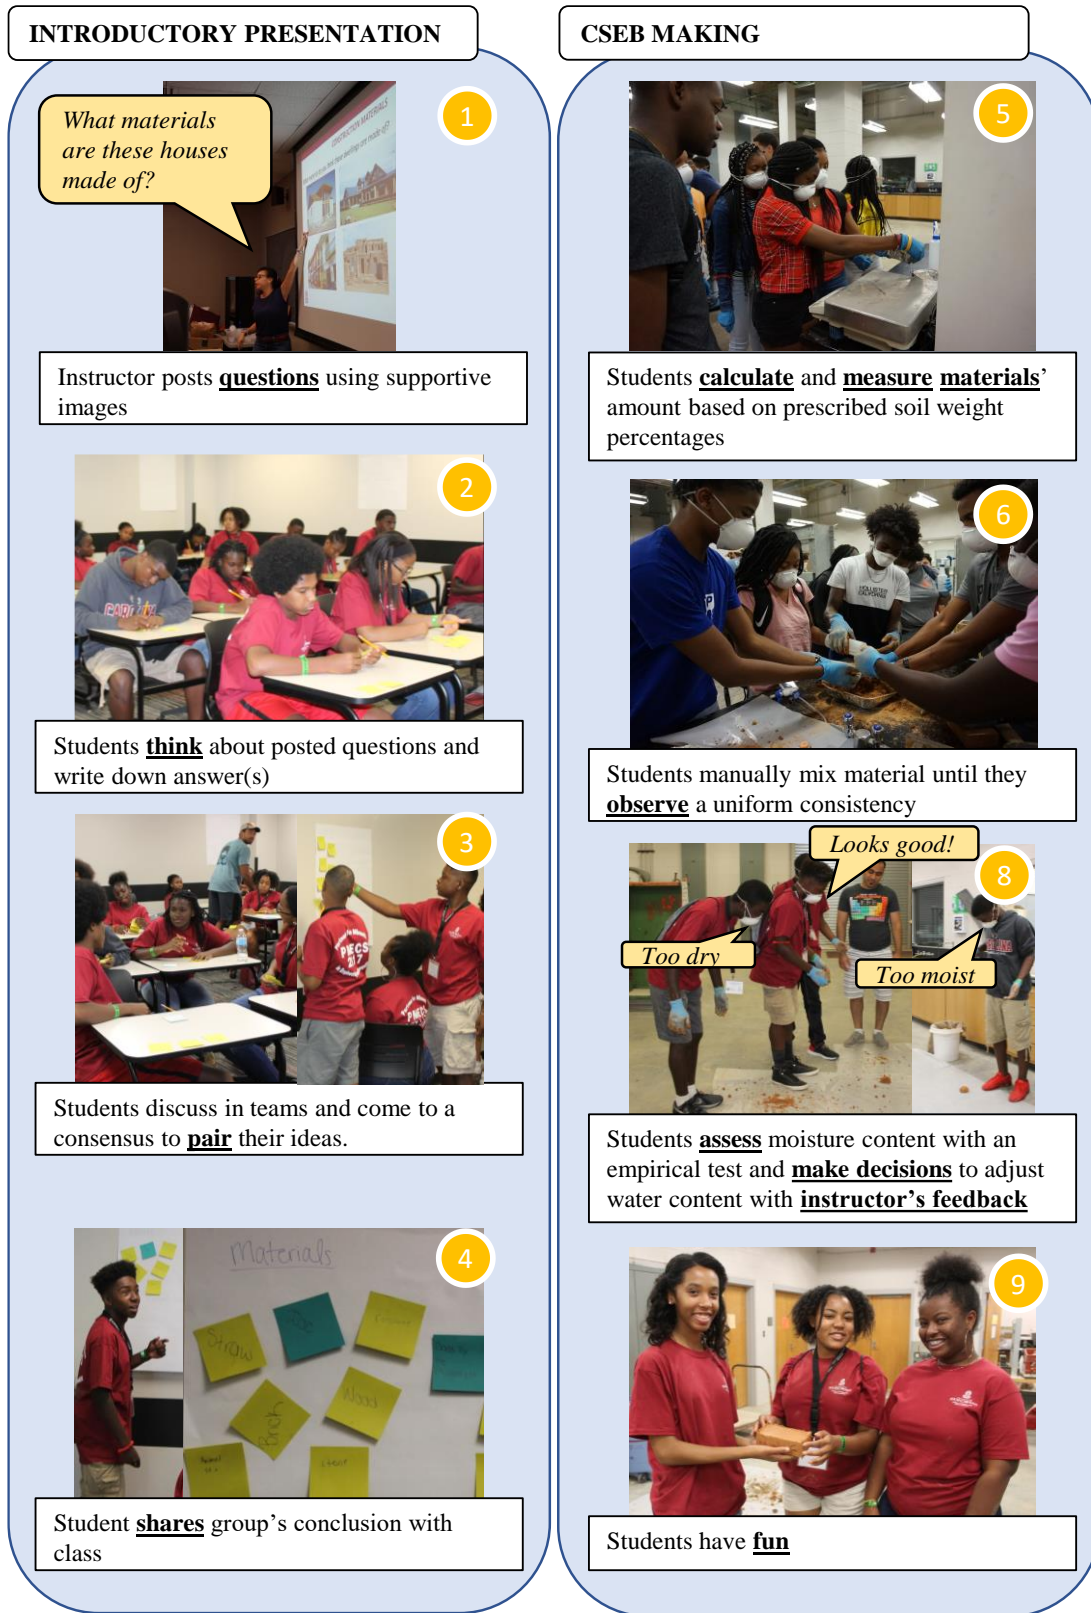 INTRODUCTORY PRESENTATION
What materials
are these houses
made of?
1
CONSTRUCTION MATERIALS
Instructor posts questions using supportive
images
2
Students think about posted questions and
write down answer(s)
3
Students discuss in teams and come to a
consensus to pair their ideas.
4
Materials
Straw
Wood
Brick
Student shares group's conclusion with
class
CSEB MAKING
5
Students calculate and measure materials'
amount based on prescribed soil weight
percentages
6
Students manually mix material until they
observe a uniform consistency
Looks good!
8
Too dry
Too moist
Students assess moisture content with an
empirical test and make decisions to adjust
water content with instructor's feedback
9
Students have fun